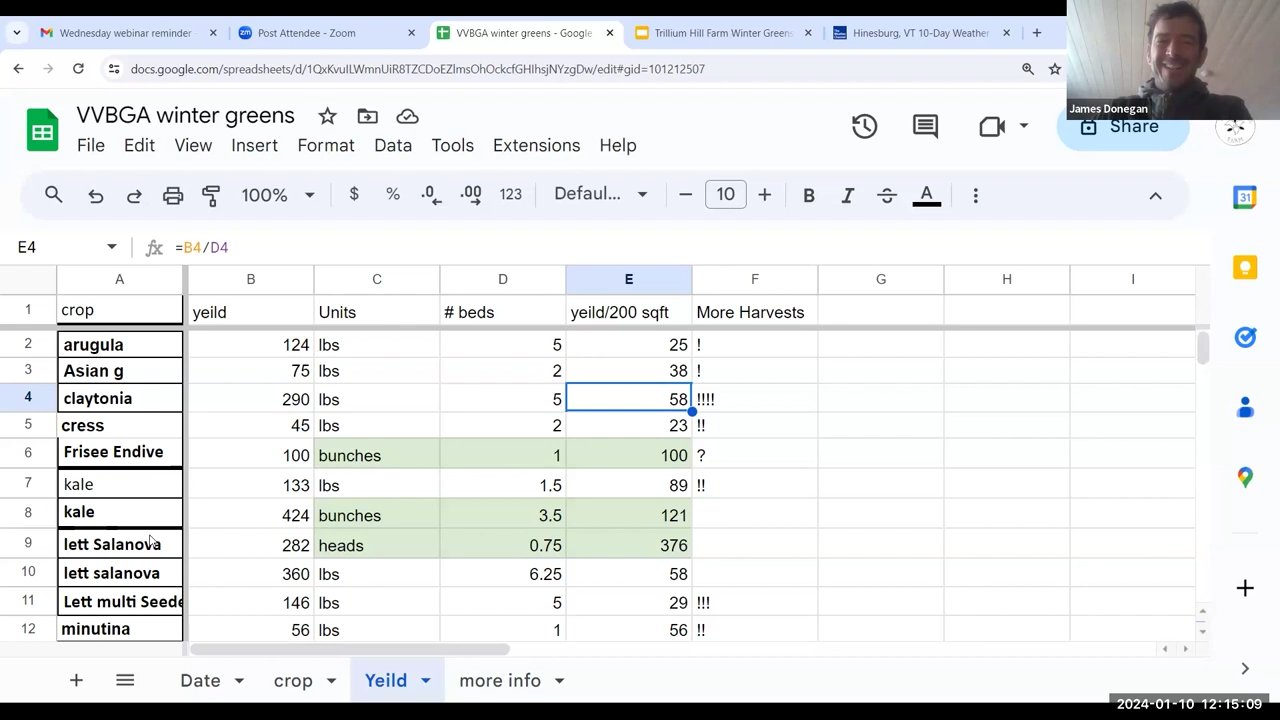 Wednesday webinar reminder
Post Attendee - Zoom
VVBGA winter greens - Google
Trillium Hill Farm Winter Greens
Hinesburg, VT 10-Day Weather
docs.google.com/spreadsheets/d/1QxKvuILWmnUiR8TZCDoEZlmsOhOckcfGHIhsjNYzgDw/edit#gid=101212507
James Donegan
VVBGA winter greens
Share
File Edit View Insert Format Data Tools Extensions Help
100% $ % .0 .00 123 Defaul... 10 B I S A
E4 fx =B4/D4
A B C D E F G H I
1 crop yeild Units # beds yeild/200 sqft More Harvests
2 arugula 124 lbs 5 25 !
3 Asian g 75 lbs 2 38 !
4 claytonia 290 lbs 5 58 !!!!
5 cress 45 lbs 2 23 !!
6 Frisee Endive 100 bunches 1 100 ?
7 kale 133 lbs 1.5 89 !!
8 kale 424 bunches 3.5 121
9 lett Salanova 282 heads 0.75 376
10 lett salanova 360 lbs 6.25 58
11 Lett multi Seede 146 lbs 5 29 !!!
12 minutina 56 lbs 1 56 !!
Date crop Yeild more info
2024-01-10 12:15:09